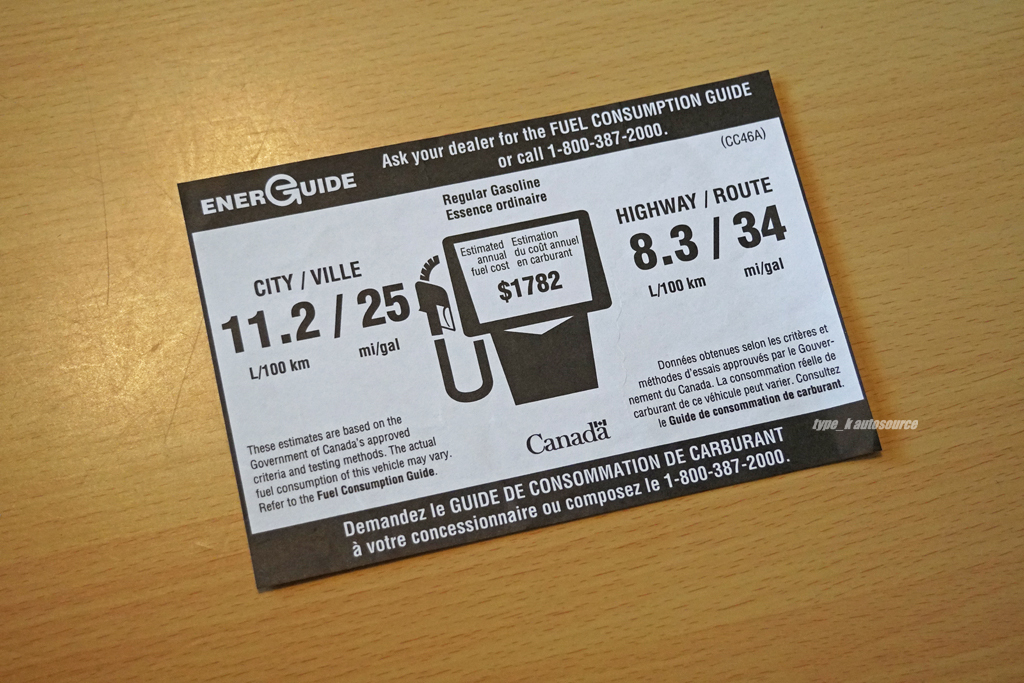 ENERGUIDE
Ask your dealer for the FUEL CONSUMPTION GUIDE
or call 1-800-387-2000.
(CC46A)
Regular Gasoline
Essence ordinaire
CITY / VILLE
11.2 / 25
L/100 km
mi/gal
Estimated
annual
fuel cost
Estimation
du coût annuel
en carburant
$1782
HIGHWAY / ROUTE
8.3 / 34
L/100 km
mi/gal
These estimates are based on the
Government of Canada's approved
criteria and testing methods. The actual
fuel consumption of this vehicle may vary.
Refer to the Fuel Consumption Guide.
Canada
Données obtenues selon les critères et
méthodes d'essais approuvés par le Gouver-
nement du Canada. La consommation réelle de
carburant de ce véhicule peut varier. Consultez
le Guide de consommation de carburant.
type_k autosource
Demandez le GUIDE DE CONSOMMATION DE CARBURANT
à votre concessionnaire ou composez le 1-800-387-2000.